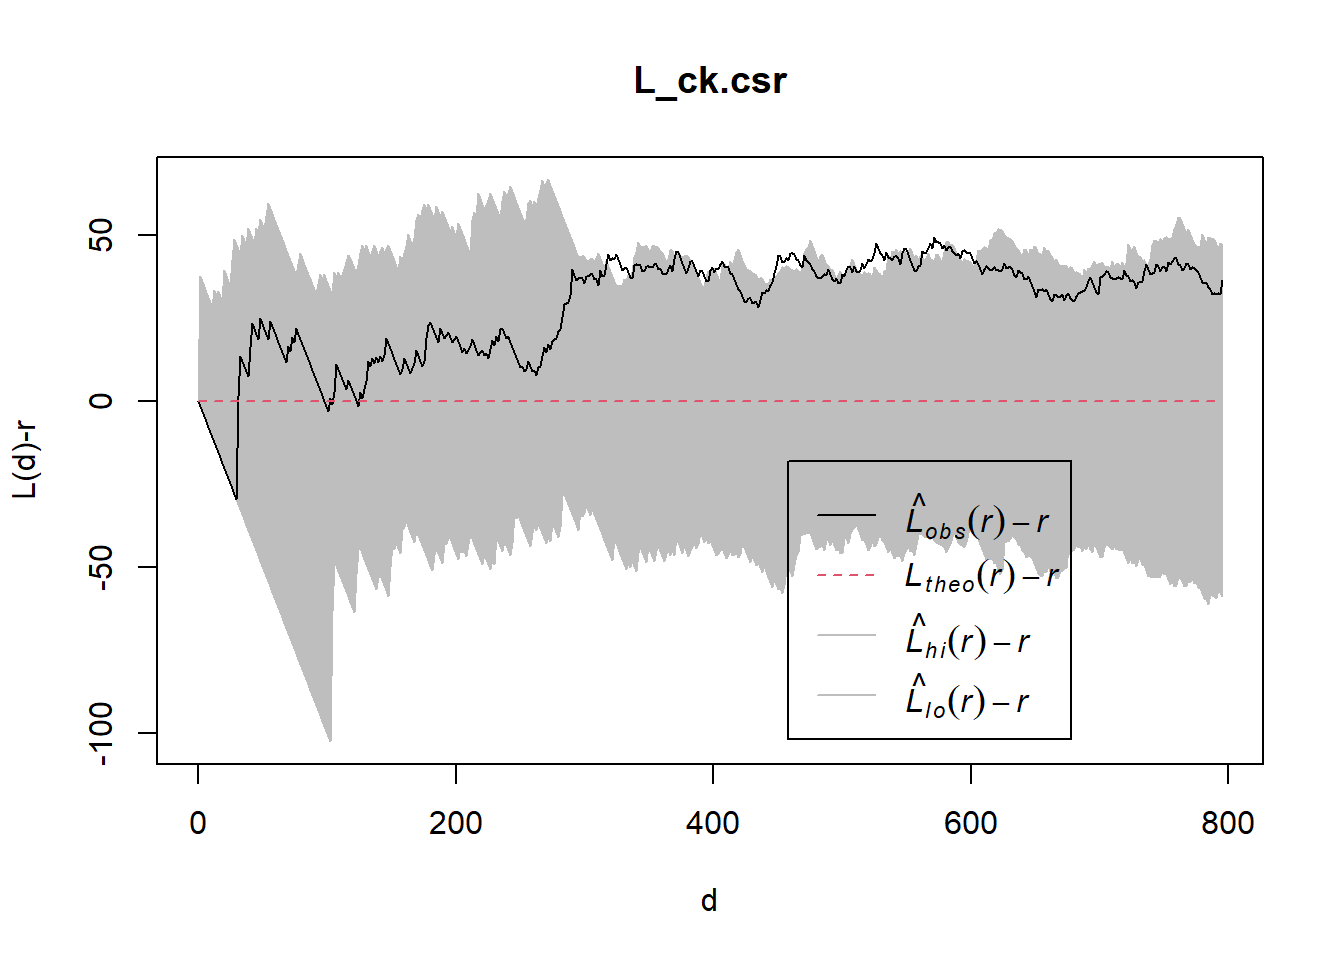 L_ck.csr
L(d)-r
50
0
-50
-100
L̂obs(r) – r
Ltheo(r) – r
L̂hi(r) – r
L̂lo(r) – r
0 200 400 600 800
d